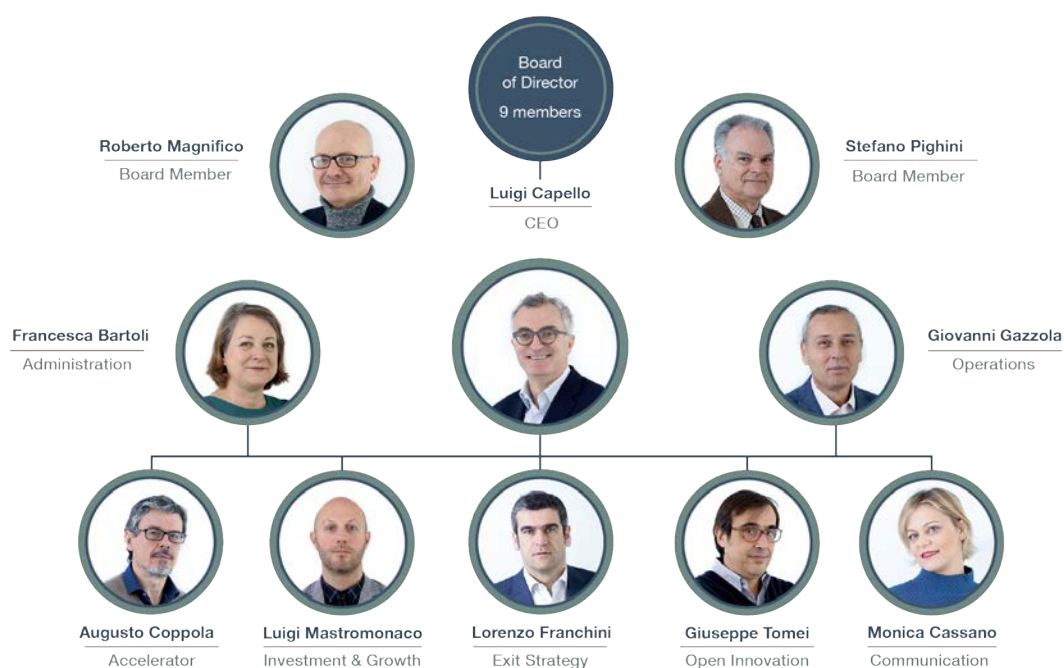 Board
of Director
9 members
Roberto Magnifico
Board Member
Stefano Pighini
Board Member
Luigi Capello
CEO
Francesca Bartoli
Administration
Giovanni Gazzola
Operations
Augusto Coppola
Accelerator
Luigi Mastromonaco
Investment & Growth
Lorenzo Franchini
Exit Strategy
Giuseppe Tomei
Open Innovation
Monica Cassano
Communication